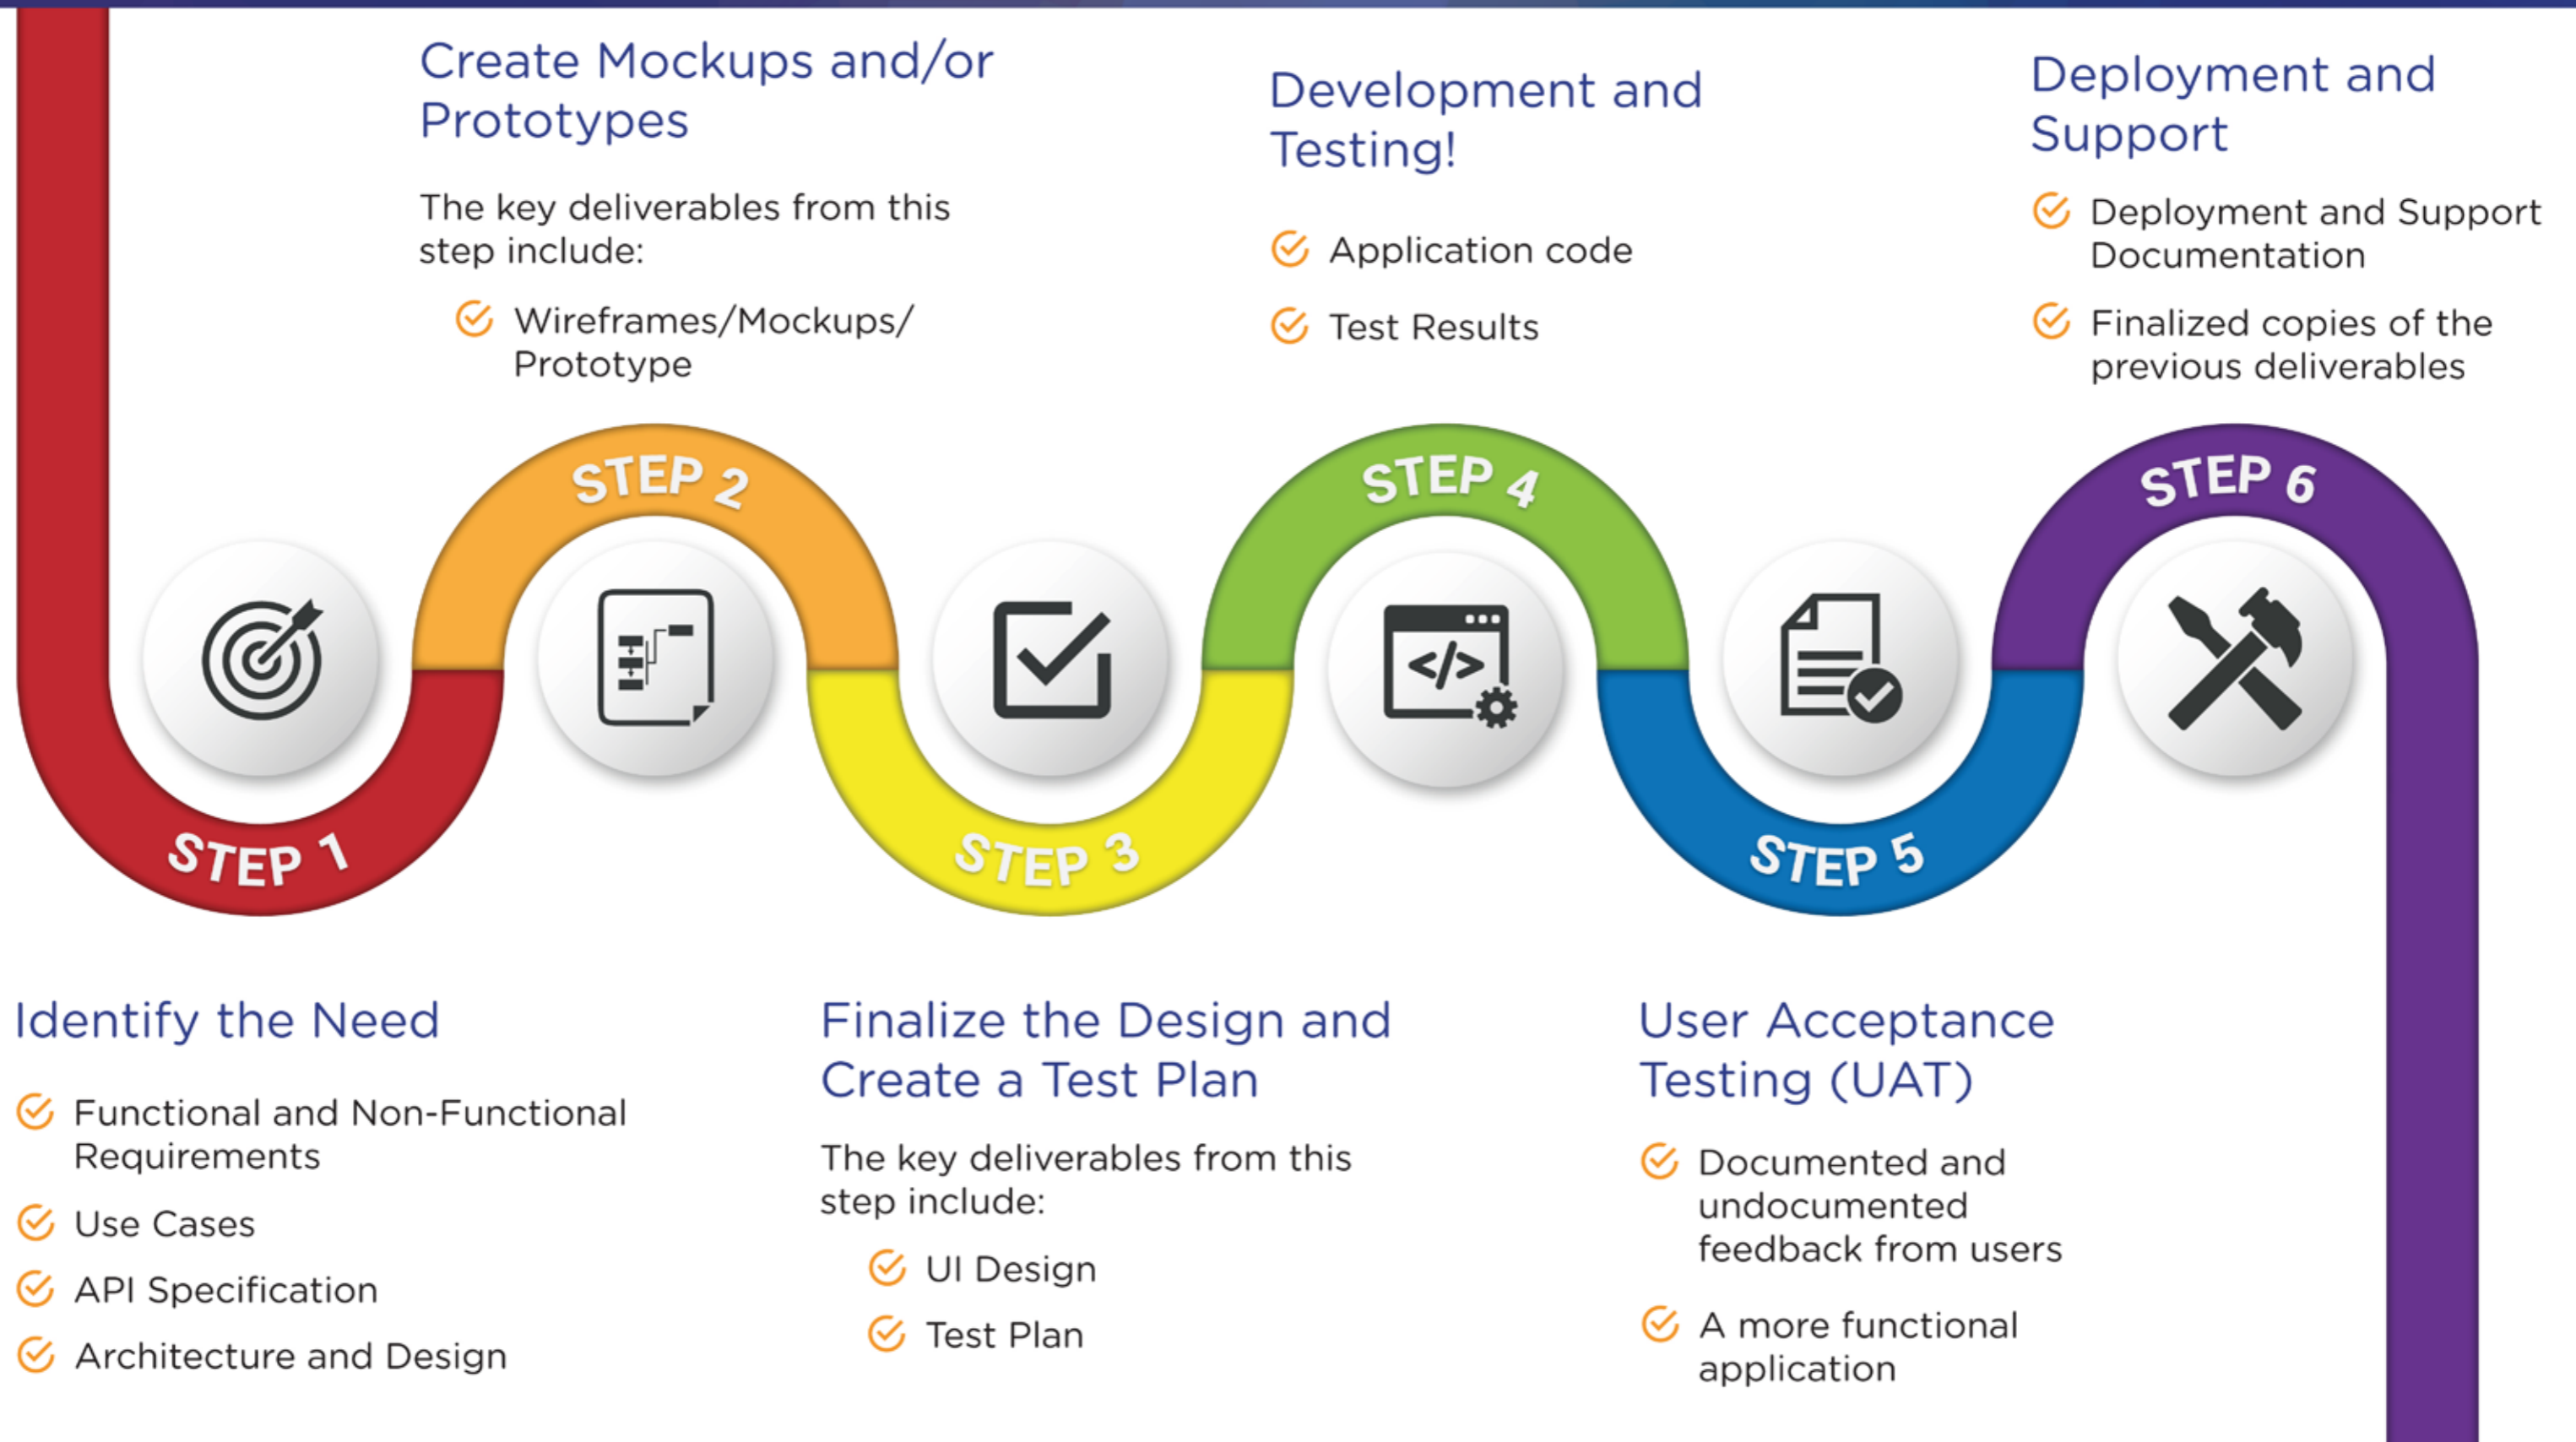 Create Mockups and/or
Prototypes
The key deliverables from this
step include:
Wireframes/Mockups/
Prototype
Development and
Testing!
Application code
Test Results
Deployment and
Support
Deployment and Support
Documentation
Finalized copies of the
previous deliverables
STEP 1
STEP 2
STEP 3
STEP 4
STEP 5
STEP 6
</>
Identify the Need
Functional and Non-Functional
Requirements
Use Cases
API Specification
Architecture and Design
Finalize the Design and
Create a Test Plan
The key deliverables from this
step include:
UI Design
Test Plan
User Acceptance
Testing (UAT)
Documented and
undocumented
feedback from users
A more functional
application